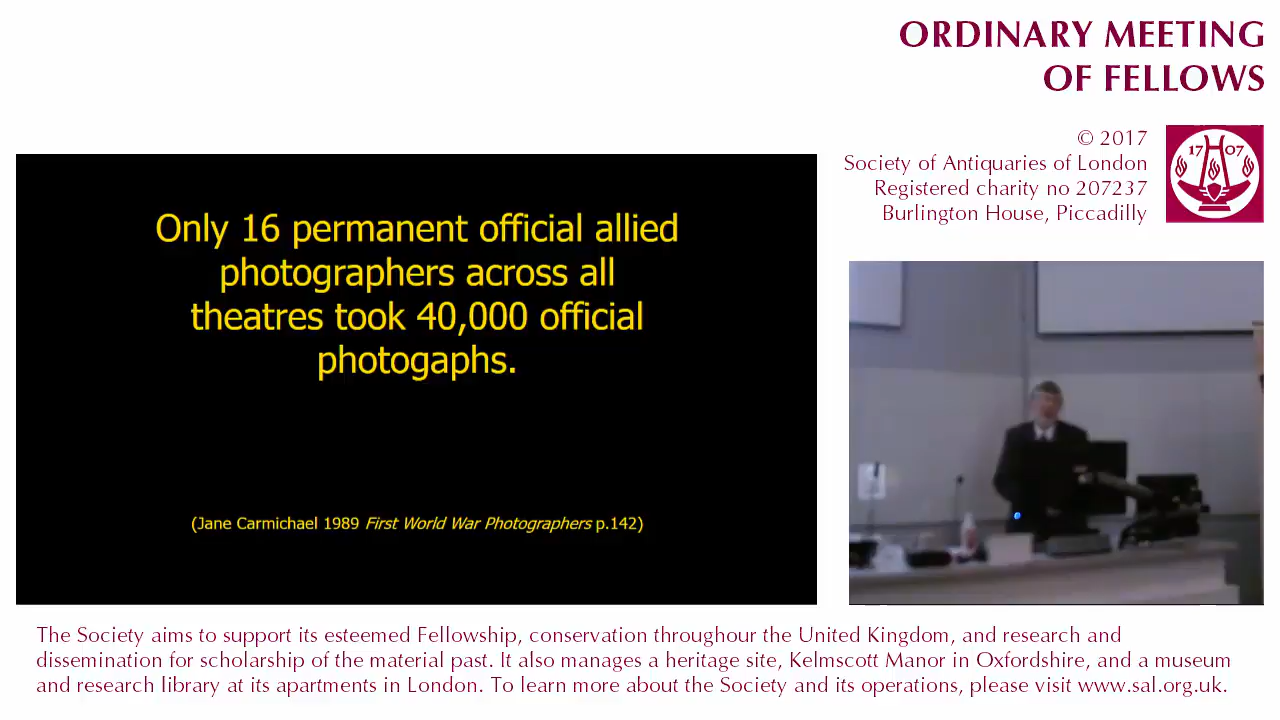 ORDINARY MEETING
OF FELLOWS
© 2017
Society of Antiquaries of London
Registered charity no 207237
Burlington House, Piccadilly
17 07
Only 16 permanent official allied
photographers across all
theatres took 40,000 official
photogaphs.
(Jane Carmichael 1989 First World War Photographers p.142)
The Society aims to support its esteemed Fellowship, conservation throughour the United Kingdom, and research and
dissemination for scholarship of the material past. It also manages a heritage site, Kelmscott Manor in Oxfordshire, and a museum
and research library at its apartments in London. To learn more about the Society and its operations, please visit www.sal.org.uk.